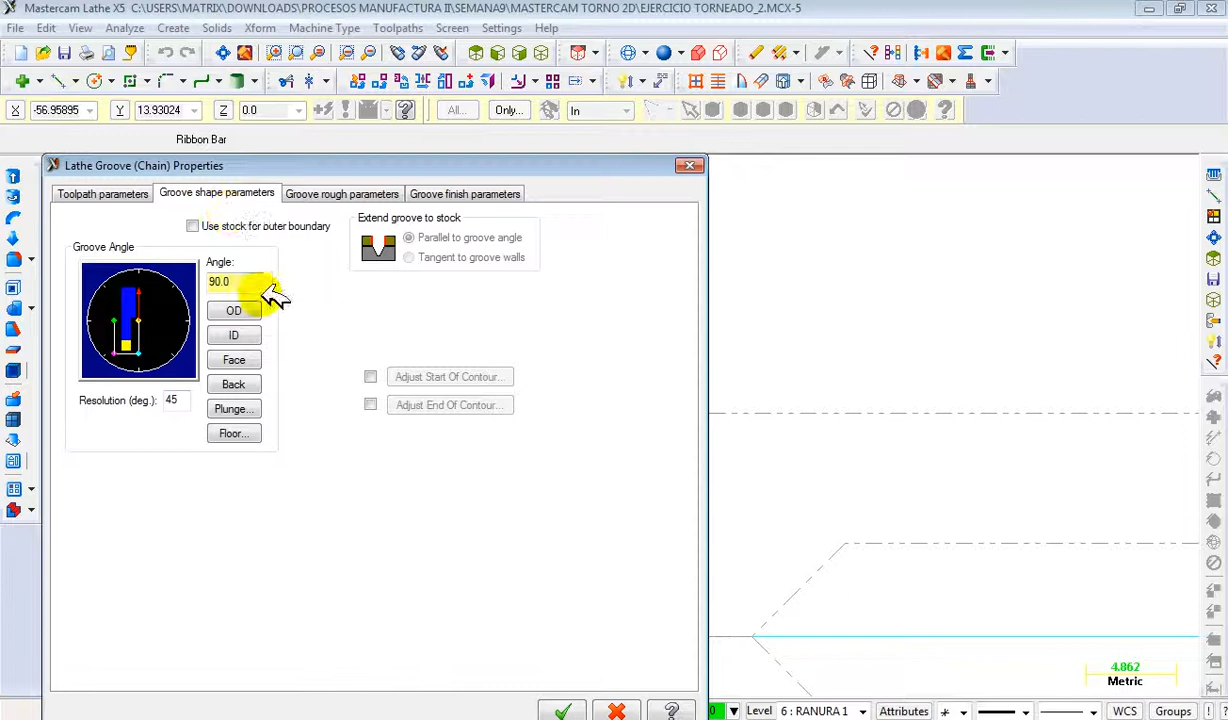 Mastercam Lathe X5 C:\USERS\MATRIX\DOWNLOADS\PROCESOS MANUFACTURA II\SEMANA9\MASTERCAM TORNO 2D\EJERCICIO TORNEADO_2.MCX-5
File Edit View Analyze Create Solids Xform Machine Type Toolpaths Screen Settings Help
X -56.95895 Y 13.93024 Z 0.0 All... Only... In
Ribbon Bar
Lathe Groove (Chain) Properties
Toolpath parameters Groove shape parameters Groove rough parameters Groove finish parameters
Use stock for outer boundary
Extend groove to stock
Parallel to groove angle
Tangent to groove walls
Groove Angle
Angle:
90.0
OD
ID
Face
Back
Plunge...
Floor...
Resolution (deg.): 45
Adjust Start Of Contour...
Adjust End Of Contour...
4.862
Metric
0 Level 6 : RANURA 1 Attributes WCS Groups